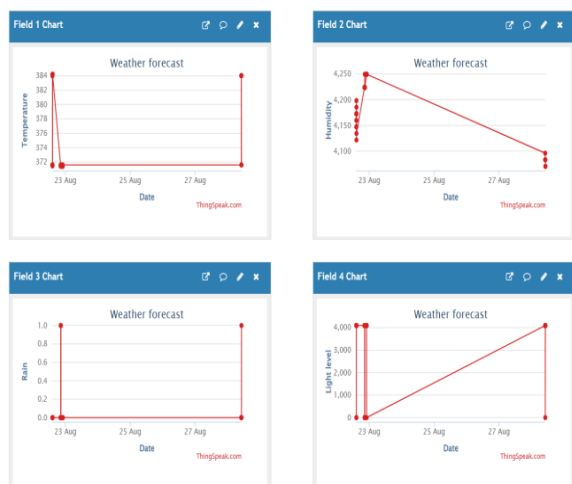 Field 1 Chart
Weather forecast
Temperature
384
382
380
378
376
374
372
23 Aug
25 Aug
27 Aug
Date
ThingSpeak.com
Field 2 Chart
Weather forecast
Humidity
4,250
4,200
4,150
4,100
23 Aug
25 Aug
27 Aug
Date
ThingSpeak.com
Field 3 Chart
Weather forecast
Rain
1.0
0.8
0.6
0.4
0.2
0.0
23 Aug
25 Aug
27 Aug
Date
ThingSpeak.com
Field 4 Chart
Weather forecast
Light level
4,000
3,000
2,000
1,000
0
23 Aug
25 Aug
27 Aug
Date
ThingSpeak.com